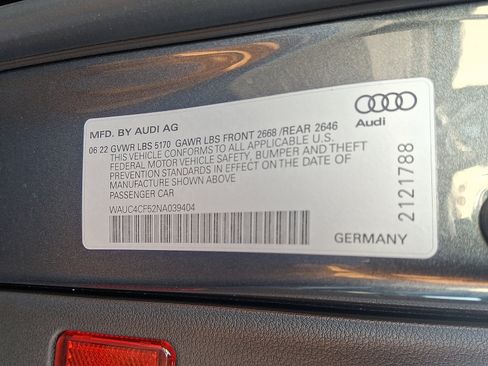 MFD. BY AUDI AG
06.22 GVWR LBS 5170 GAWR LBS FRONT 2668 /REAR 2646
THIS VEHICLE CONFORMS TO ALL APPLICABLE U.S.
FEDERAL MOTOR VEHICLE SAFETY, BUMPER AND THEFT
PREVENTION STANDARDS IN EFFECT ON THE DATE OF
MANUFACTURE SHOWN ABOVE
PASSENGER CAR
WAUC4CF52NA039404
Audi
2121788
GERMANY